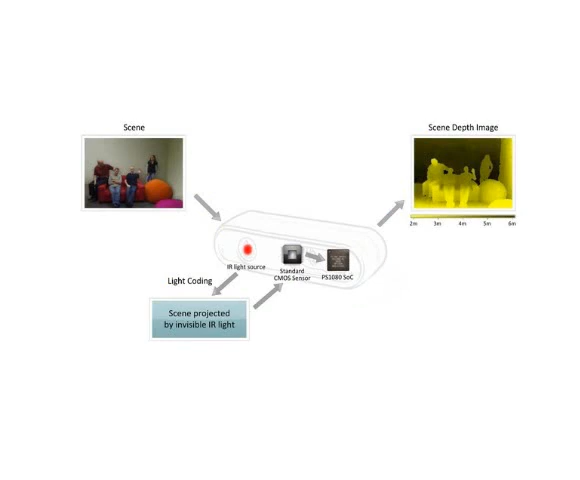 Scene
Scene Depth Image
2m 3m 4m 5m 6m
IR light source
Standard
CMOS Sensor
PS1080 SoC
Light Coding
Scene projected
by invisible IR light